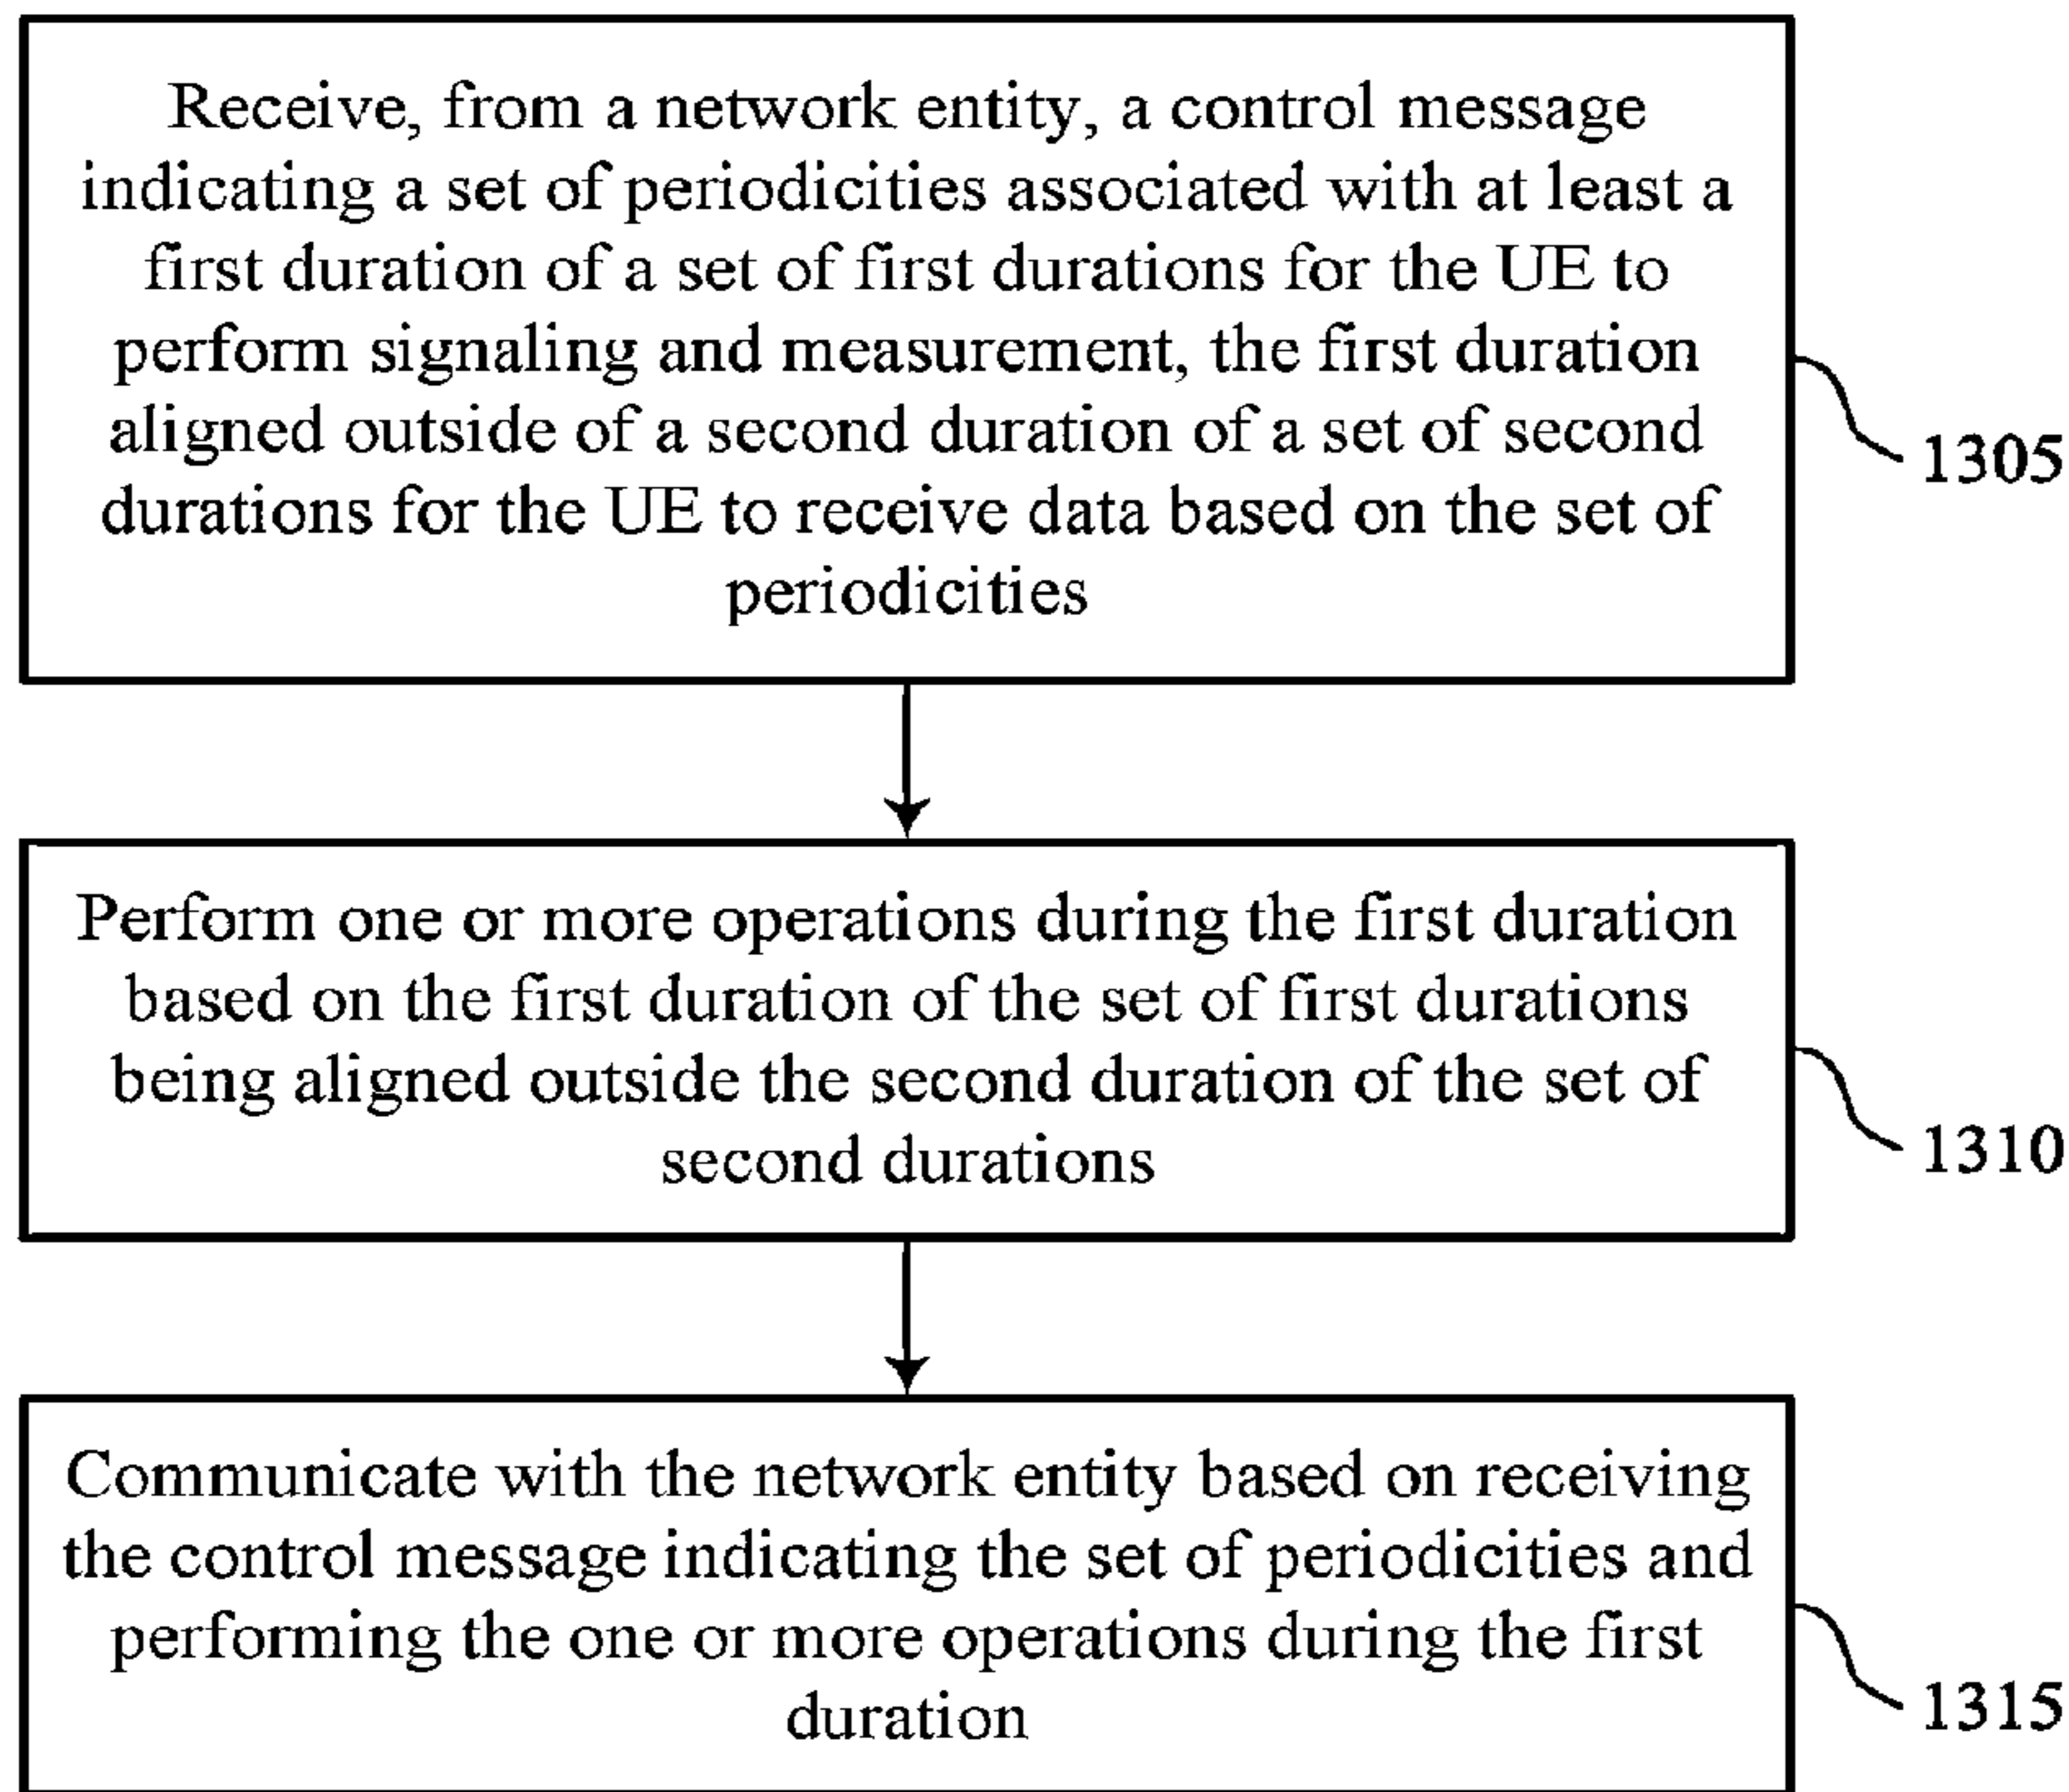 Receive, from a network entity, a control message
indicating a set of periodicities associated with at least a
first duration of a set of first durations for the UE to
perform signaling and measurement, the first duration
aligned outside of a second duration of a set of second
durations for the UE to receive data based on the set of
periodicities
1305
Perform one or more operations during the first duration
based on the first duration of the set of first durations
being aligned outside the second duration of the set of
second durations
1310
Communicate with the network entity based on receiving
the control message indicating the set of periodicities and
performing the one or more operations during the first
duration
1315